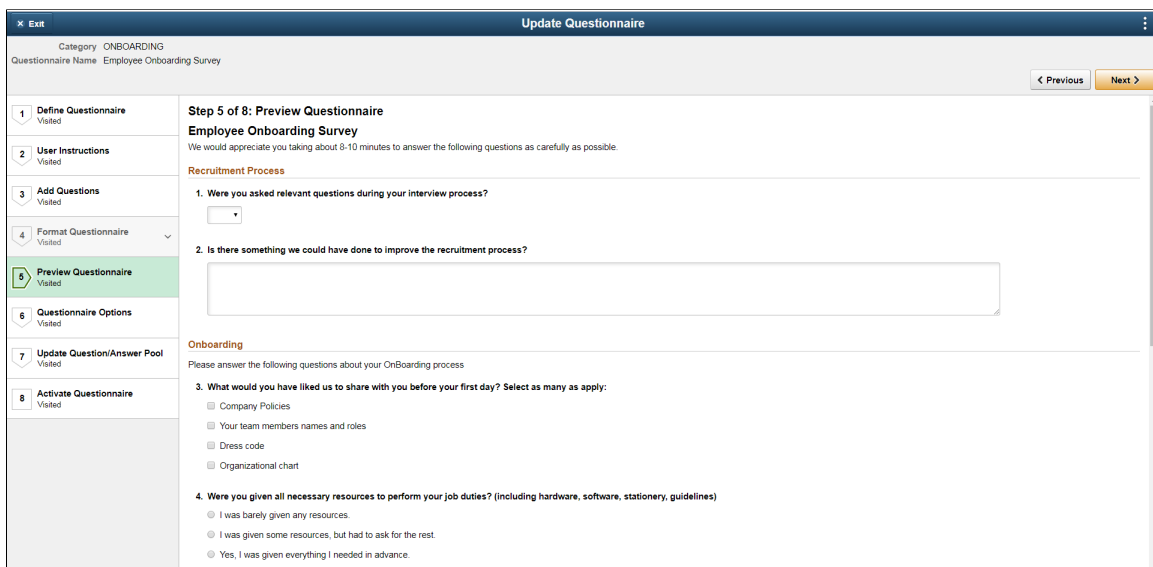 × Exit
Update Questionnaire
Category ONBOARDING
Questionnaire Name Employee Onboarding Survey
Previous
Next
1 Define Questionnaire
Visited
2 User Instructions
Visited
3 Add Questions
Visited
4 Format Questionnaire
Visited
5 Preview Questionnaire
Visited
6 Questionnaire Options
Visited
7 Update Question/Answer Pool
Visited
8 Activate Questionnaire
Visited
Step 5 of 8: Preview Questionnaire
Employee Onboarding Survey
We would appreciate you taking about 8-10 minutes to answer the following questions as carefully as possible.
Recruitment Process
1. Were you asked relevant questions during your interview process?
2. Is there something we could have done to improve the recruitment process?
Onboarding
Please answer the following questions about your OnBoarding process
3. What would you have liked us to share with you before your first day? Select as many as apply:
Company Policies
Your team members names and roles
Dress code
Organizational chart
4. Were you given all necessary resources to perform your job duties? (including hardware, software, stationery, guidelines)
I was barely given any resources.
I was given some resources, but had to ask for the rest.
Yes, I was given everything I needed in advance.